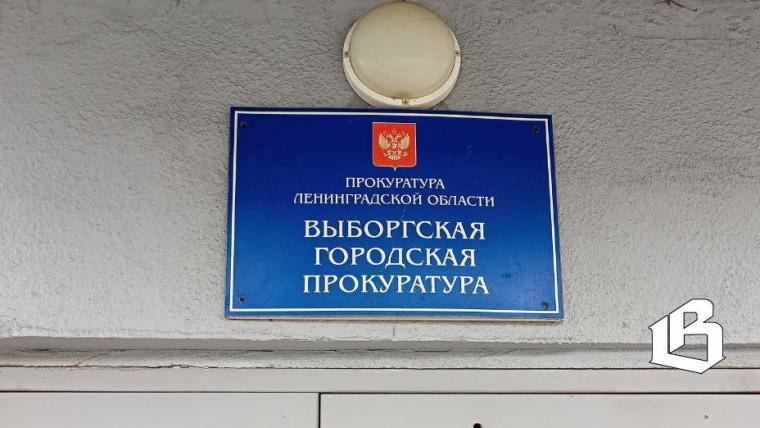 ПРОКУРАТУРА
ЛЕНИНГРАДСКОЙ ОБЛАСТИ
ВЫБОРГСКАЯ
ГОРОДСКАЯ
ПРОКУРАТУРА
В